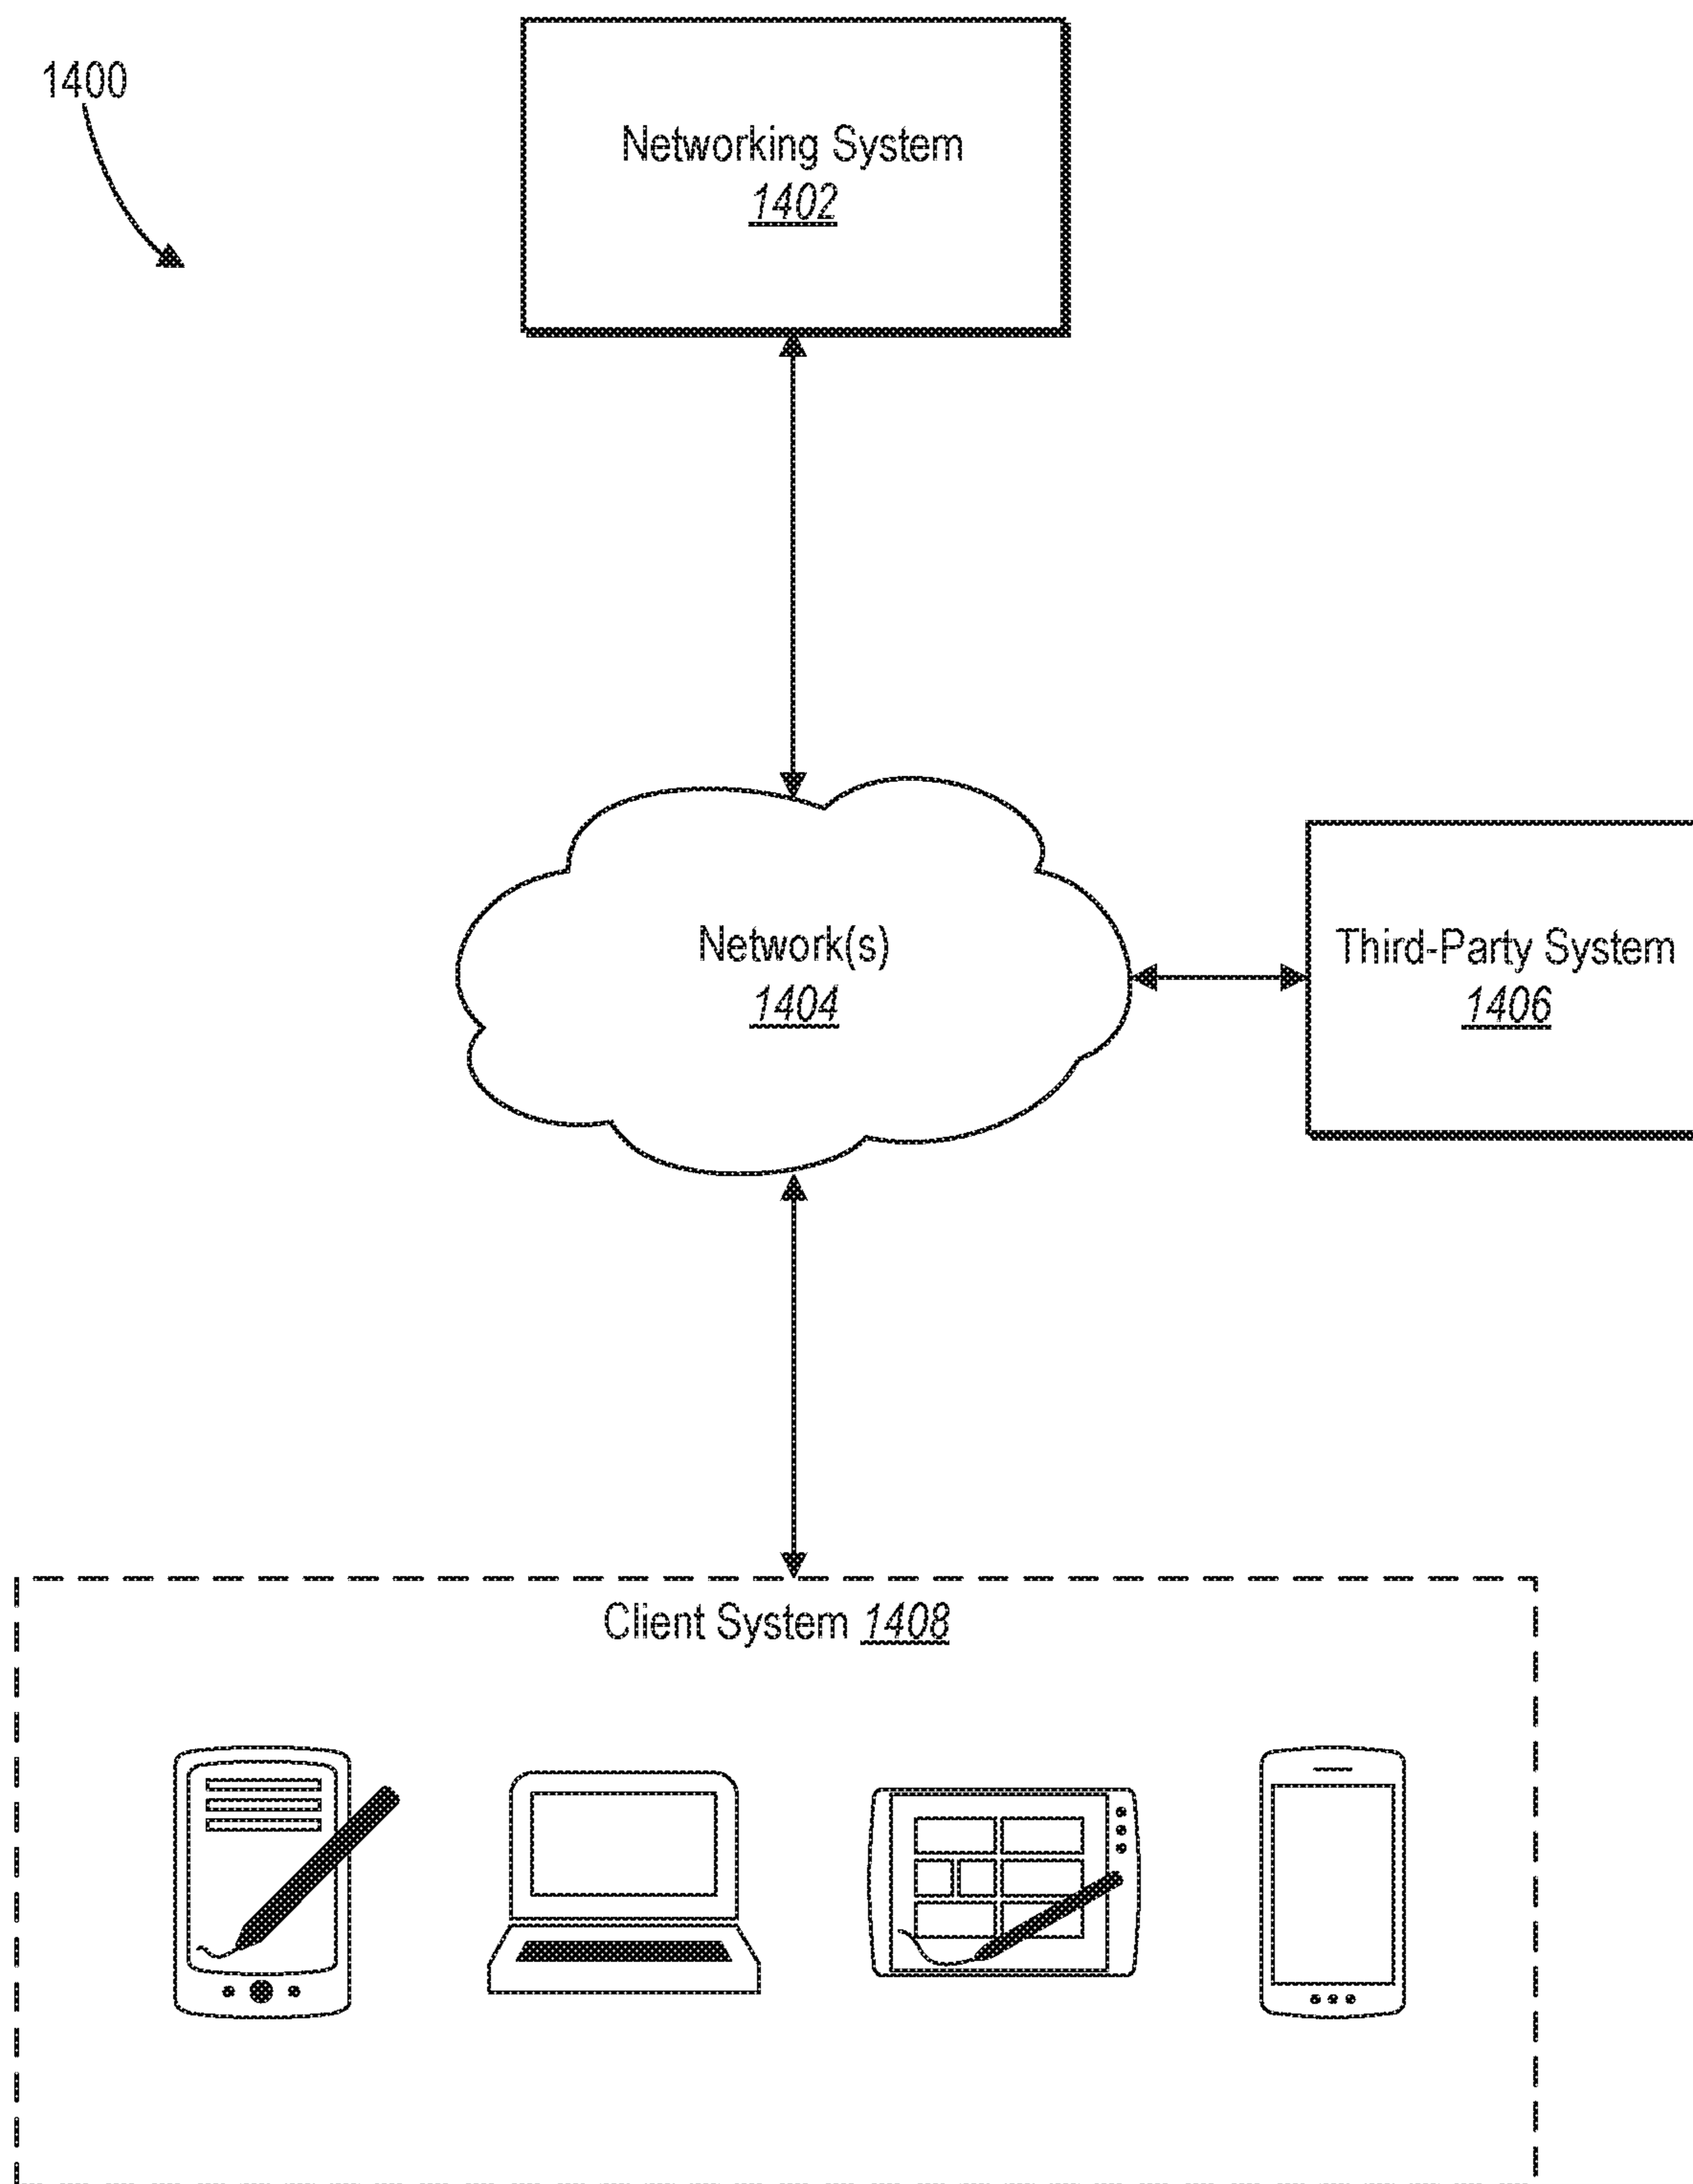 1400
Networking System
1402
Network(s)
1404
Third-Party System
1406
Client System 1408